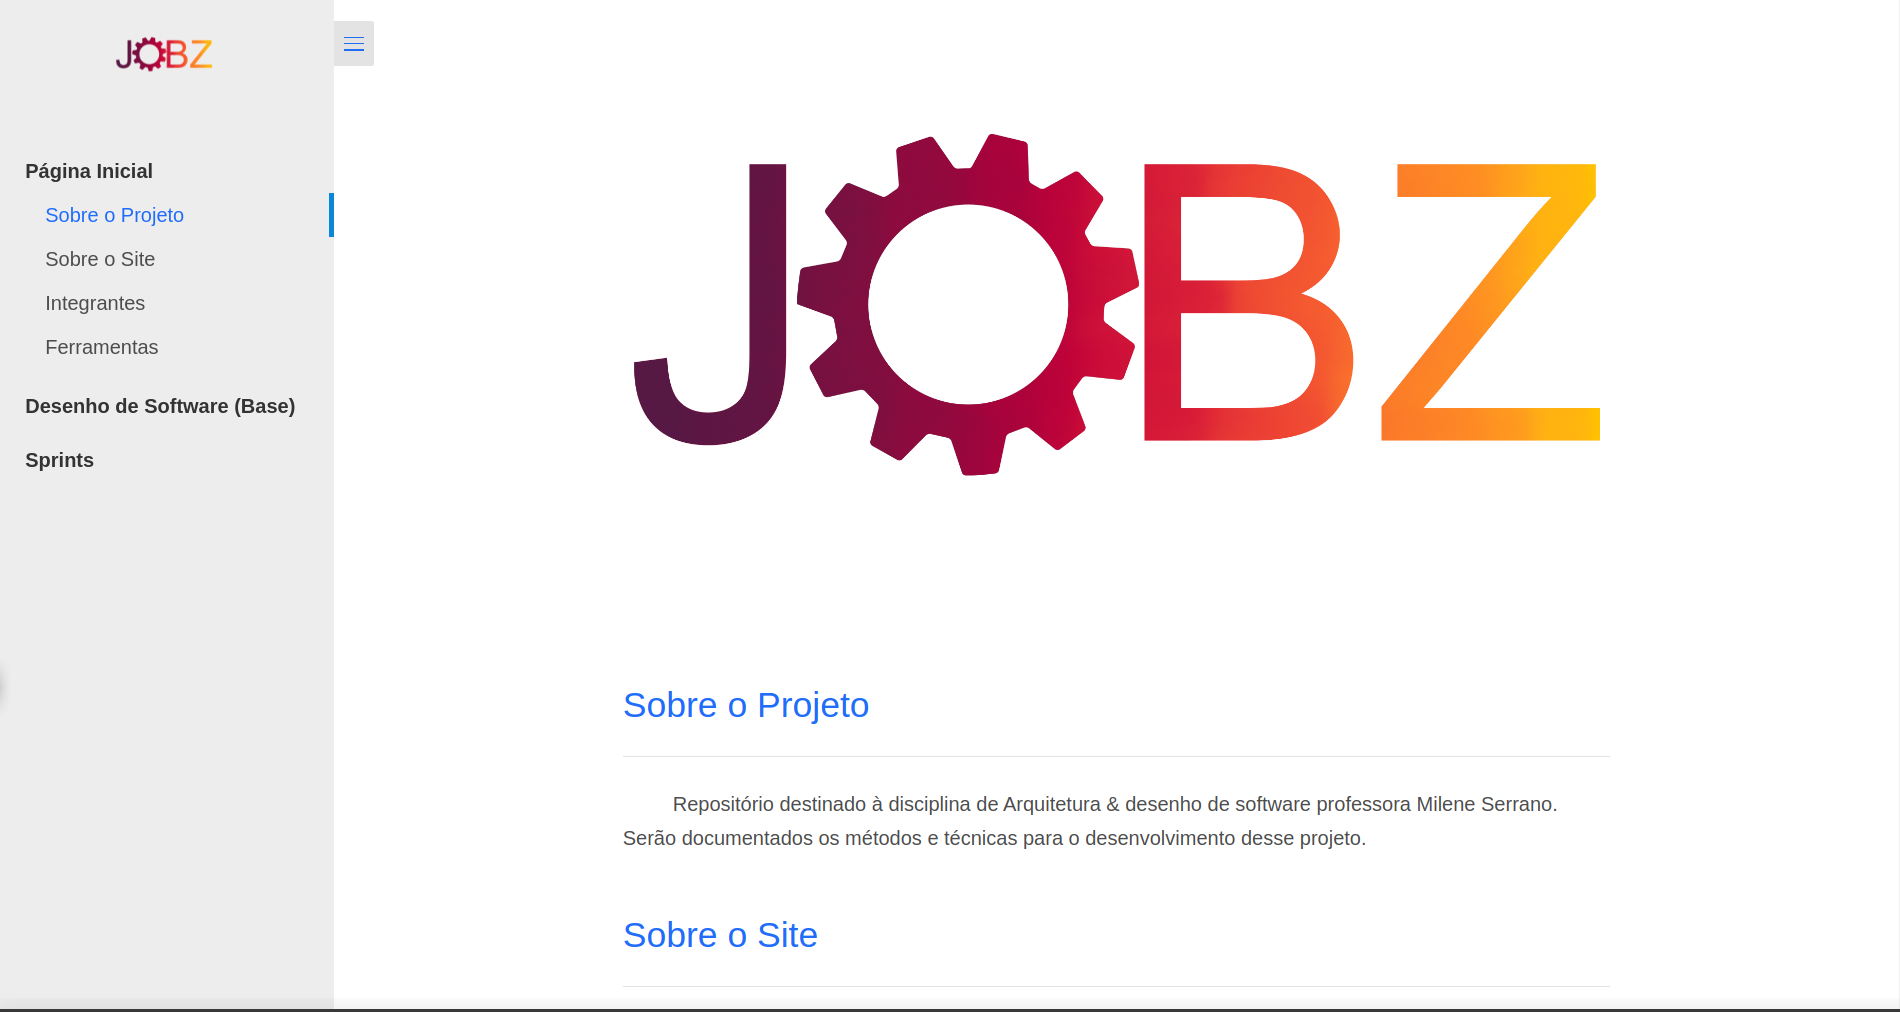 JOBZ
Página Inicial
Sobre o Projeto
Sobre o Site
Integrantes
Ferramentas
Desenho de Software (Base)
Sprints
JOBZ
Sobre o Projeto
Repositório destinado à disciplina de Arquitetura & desenho de software professora Milene Serrano.
Serão documentados os métodos e técnicas para o desenvolvimento desse projeto.
Sobre o Site